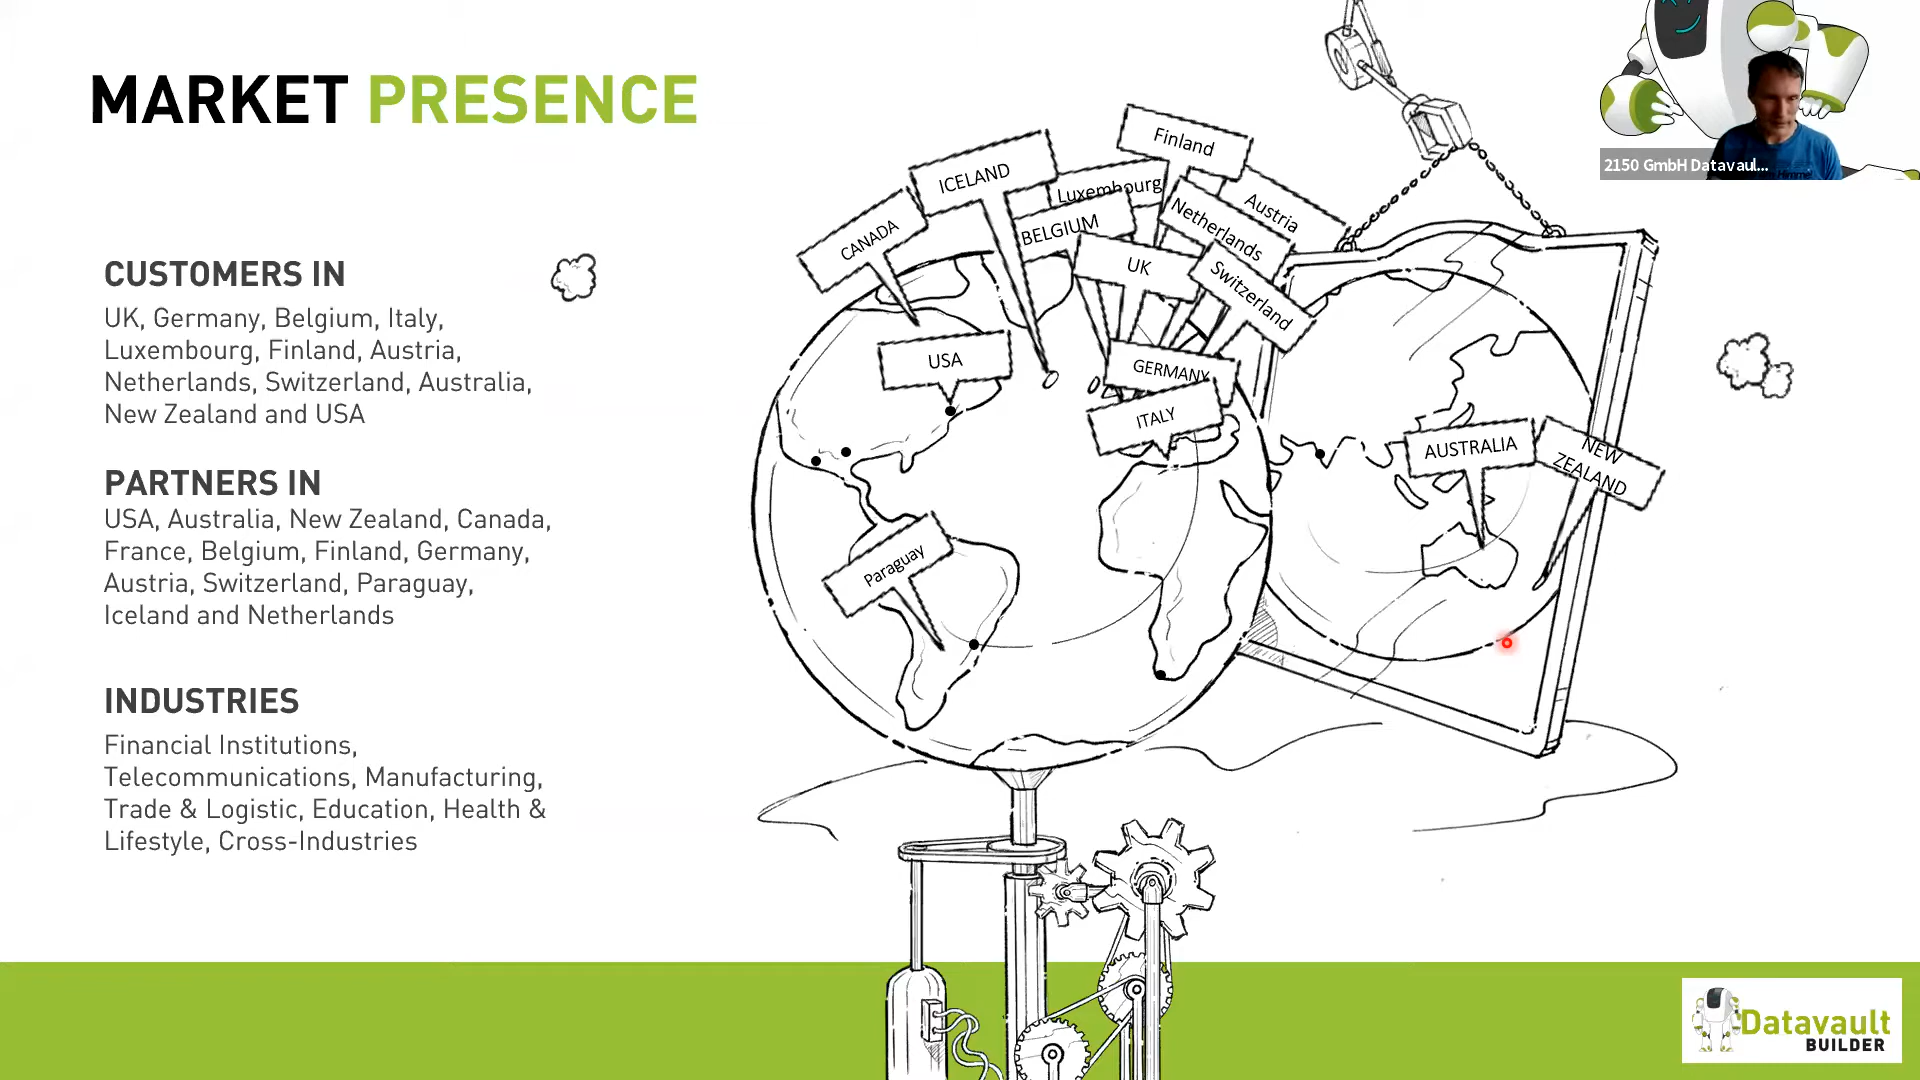 MARKET PRESENCE
CUSTOMERS IN
UK, Germany, Belgium, Italy,
Luxembourg, Finland, Austria,
Netherlands, Switzerland, Australia,
New Zealand and USA
PARTNERS IN
USA, Australia, New Zealand, Canada,
France, Belgium, Finland, Germany,
Austria, Switzerland, Paraguay,
Iceland and Netherlands
INDUSTRIES
Financial Institutions,
Telecommunications, Manufacturing,
Trade & Logistic, Education, Health &
Lifestyle, Cross-Industries
Finland
ICELAND
Luxembourg
Austria
CANADA
BELGIUM
Netherlands
UK
Switzerland
USA
GERMANY
ITALY
AUSTRALIA
NEW
ZEALAND
Paraguay
2150 GmbH Datavaul...
Datavault
BUILDER